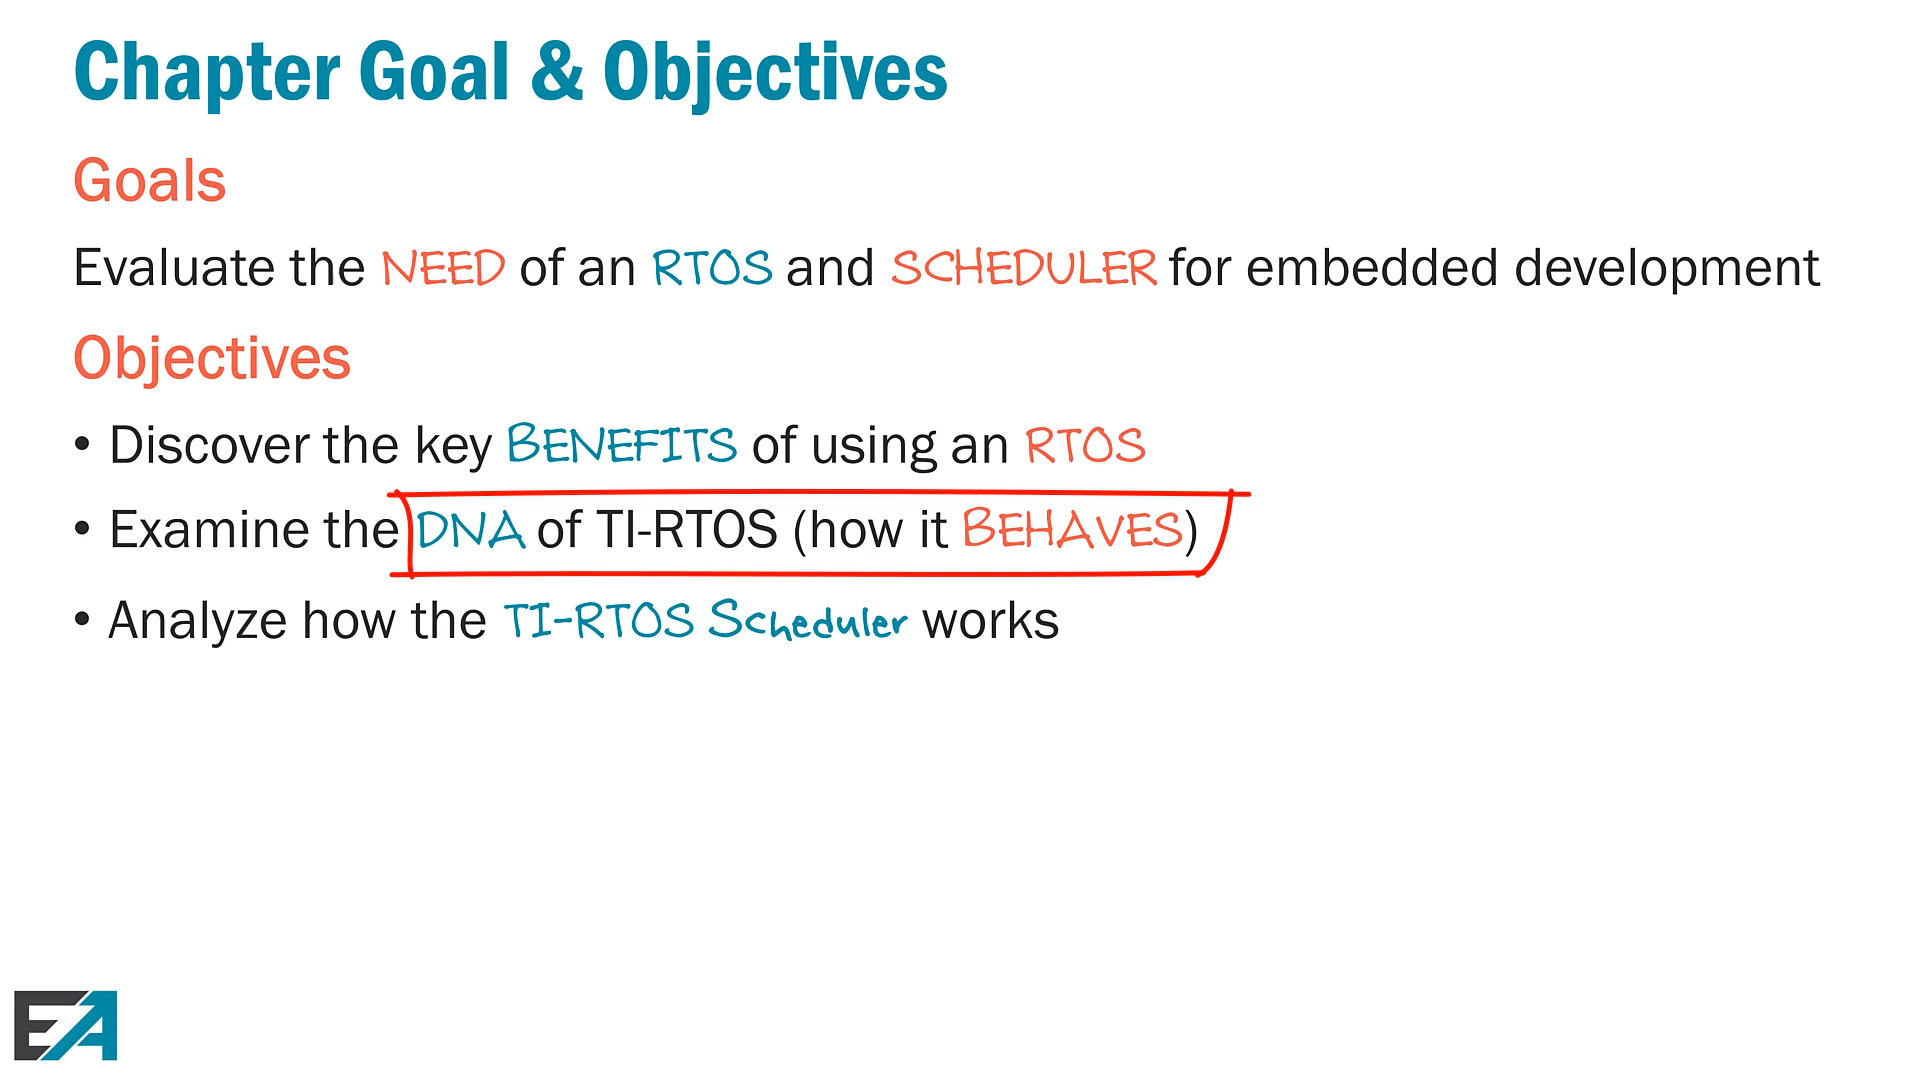 Chapter Goal & Objectives
Goals
Evaluate the NEED of an RTOS and SCHEDULER for embedded development
Objectives
• Discover the key BENEFITS of using an RTOS
• Examine the DNA of TI-RTOS (how it BEHAVES)
• Analyze how the TI-RTOS Scheduler works
EA